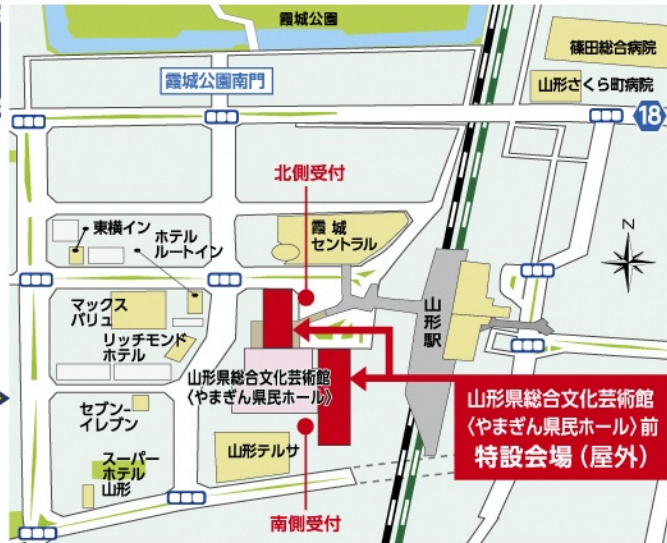 霞城公園
篠田総合病院
霞城公園南門
山形さくら町病院
18
北側受付
東横イン
ホテル
ルートイン
霞城
セントラル
N
マックス
バリュ
リッチモンド
ホテル
山形駅
山形県総合文化芸術館
〈やまぎん県民ホール〉
山形県総合文化芸術館
〈やまぎん県民ホール〉前
特設会場（屋外）
セブン-
イレブン
山形テルサ
スーパー
ホテル
山形
南側受付